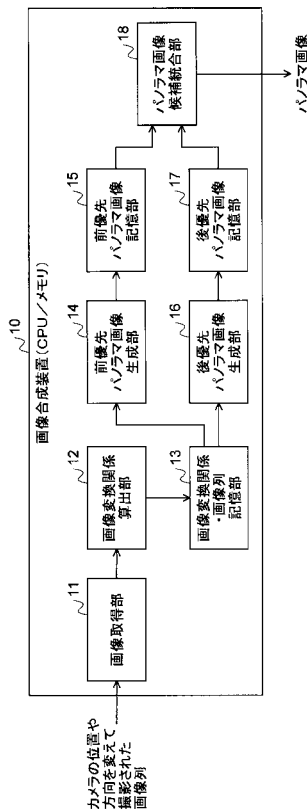 10
画像合成装置(CPU/メモリ)
カメラの位置や
方向を変えて
撮影された
画像列
11
画像取得部
12
画像変換関係
算出部
13
画像変換関係
・画像列
記憶部
14
前優先
パノラマ画像
生成部
15
前優先
パノラマ画像
記憶部
16
後優先
パノラマ画像
生成部
17
後優先
パノラマ画像
記憶部
18
パノラマ画像
候補統合部
パノラマ画像